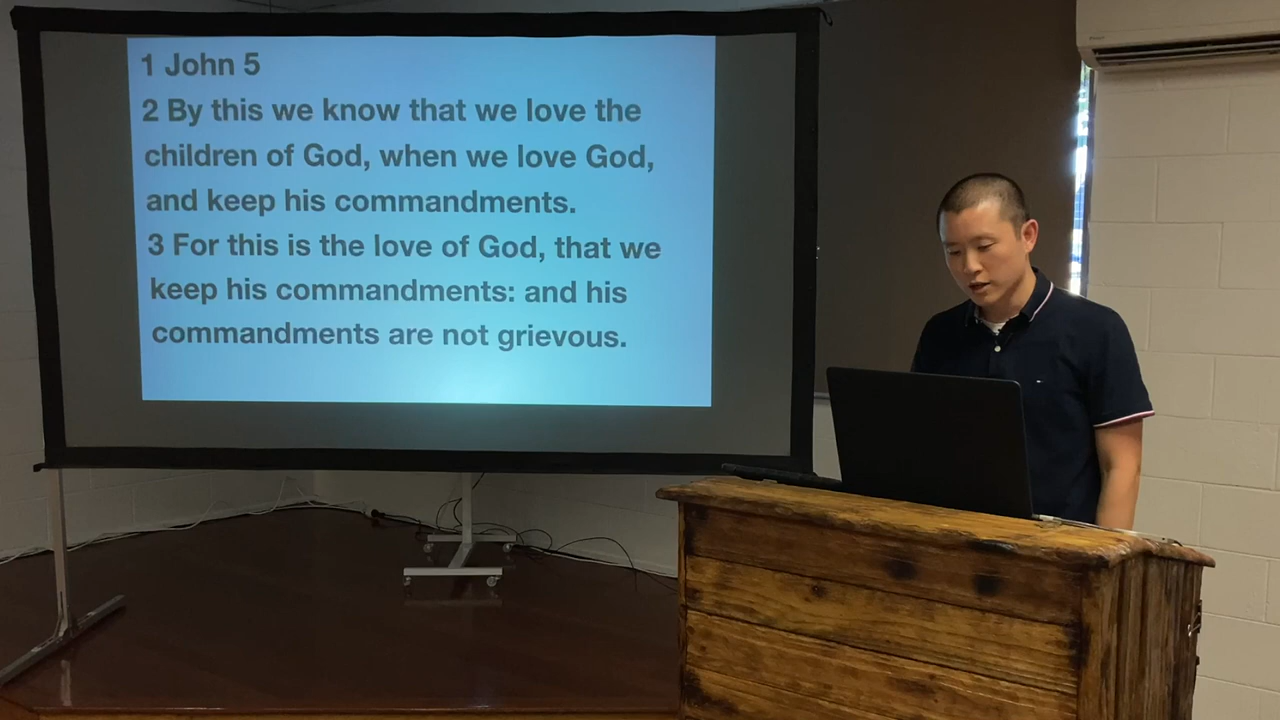 1 John 5
2 By this we know that we love the
children of God, when we love God,
and keep his commandments.
3 For this is the love of God, that we
keep his commandments: and his
commandments are not grievous.